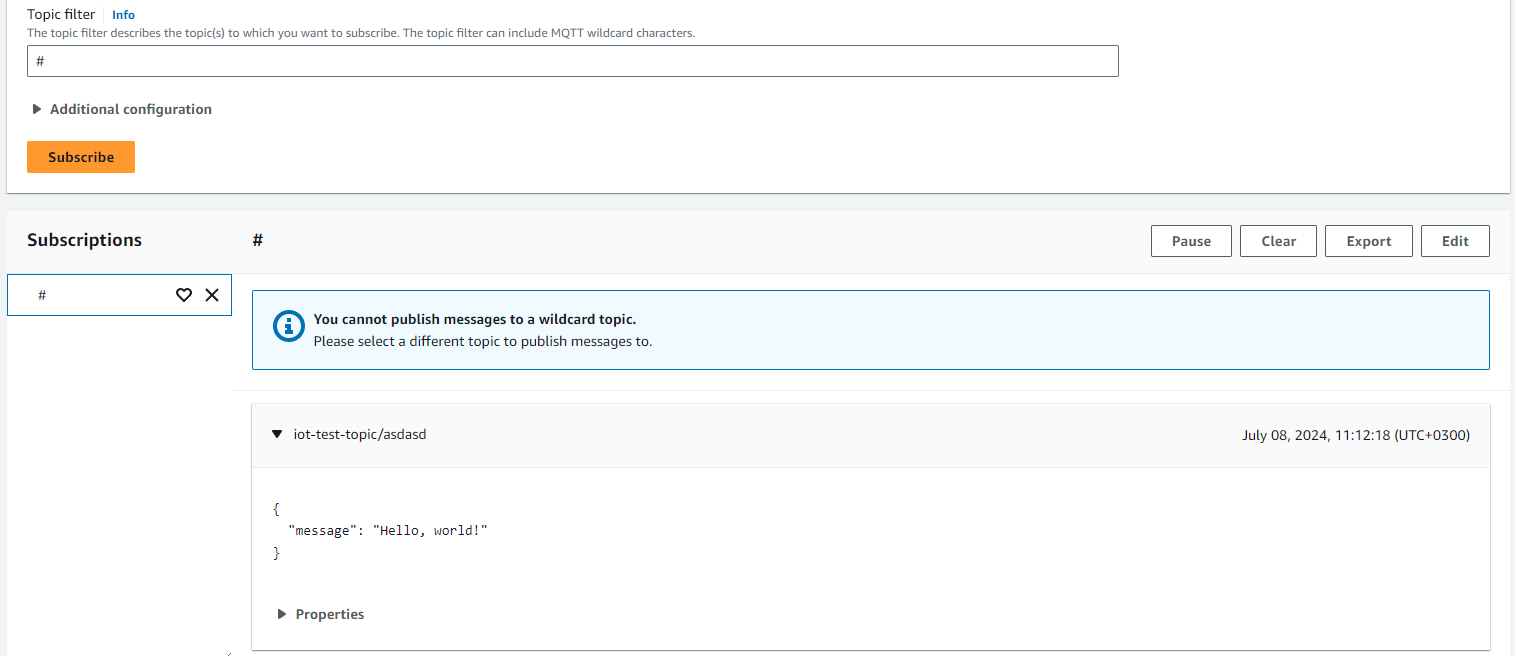 Topic filter Info
The topic filter describes the topic(s) to which you want to subscribe. The topic filter can include MQTT wildcard characters.
#
Additional configuration
Subscribe
Subscriptions
#
Pause Clear Export Edit
#
You cannot publish messages to a wildcard topic.
Please select a different topic to publish messages to.
iot-test-topic/asdasd
July 08, 2024, 11:12:18 (UTC+0300)
{
"message": "Hello, world!"
}
Properties